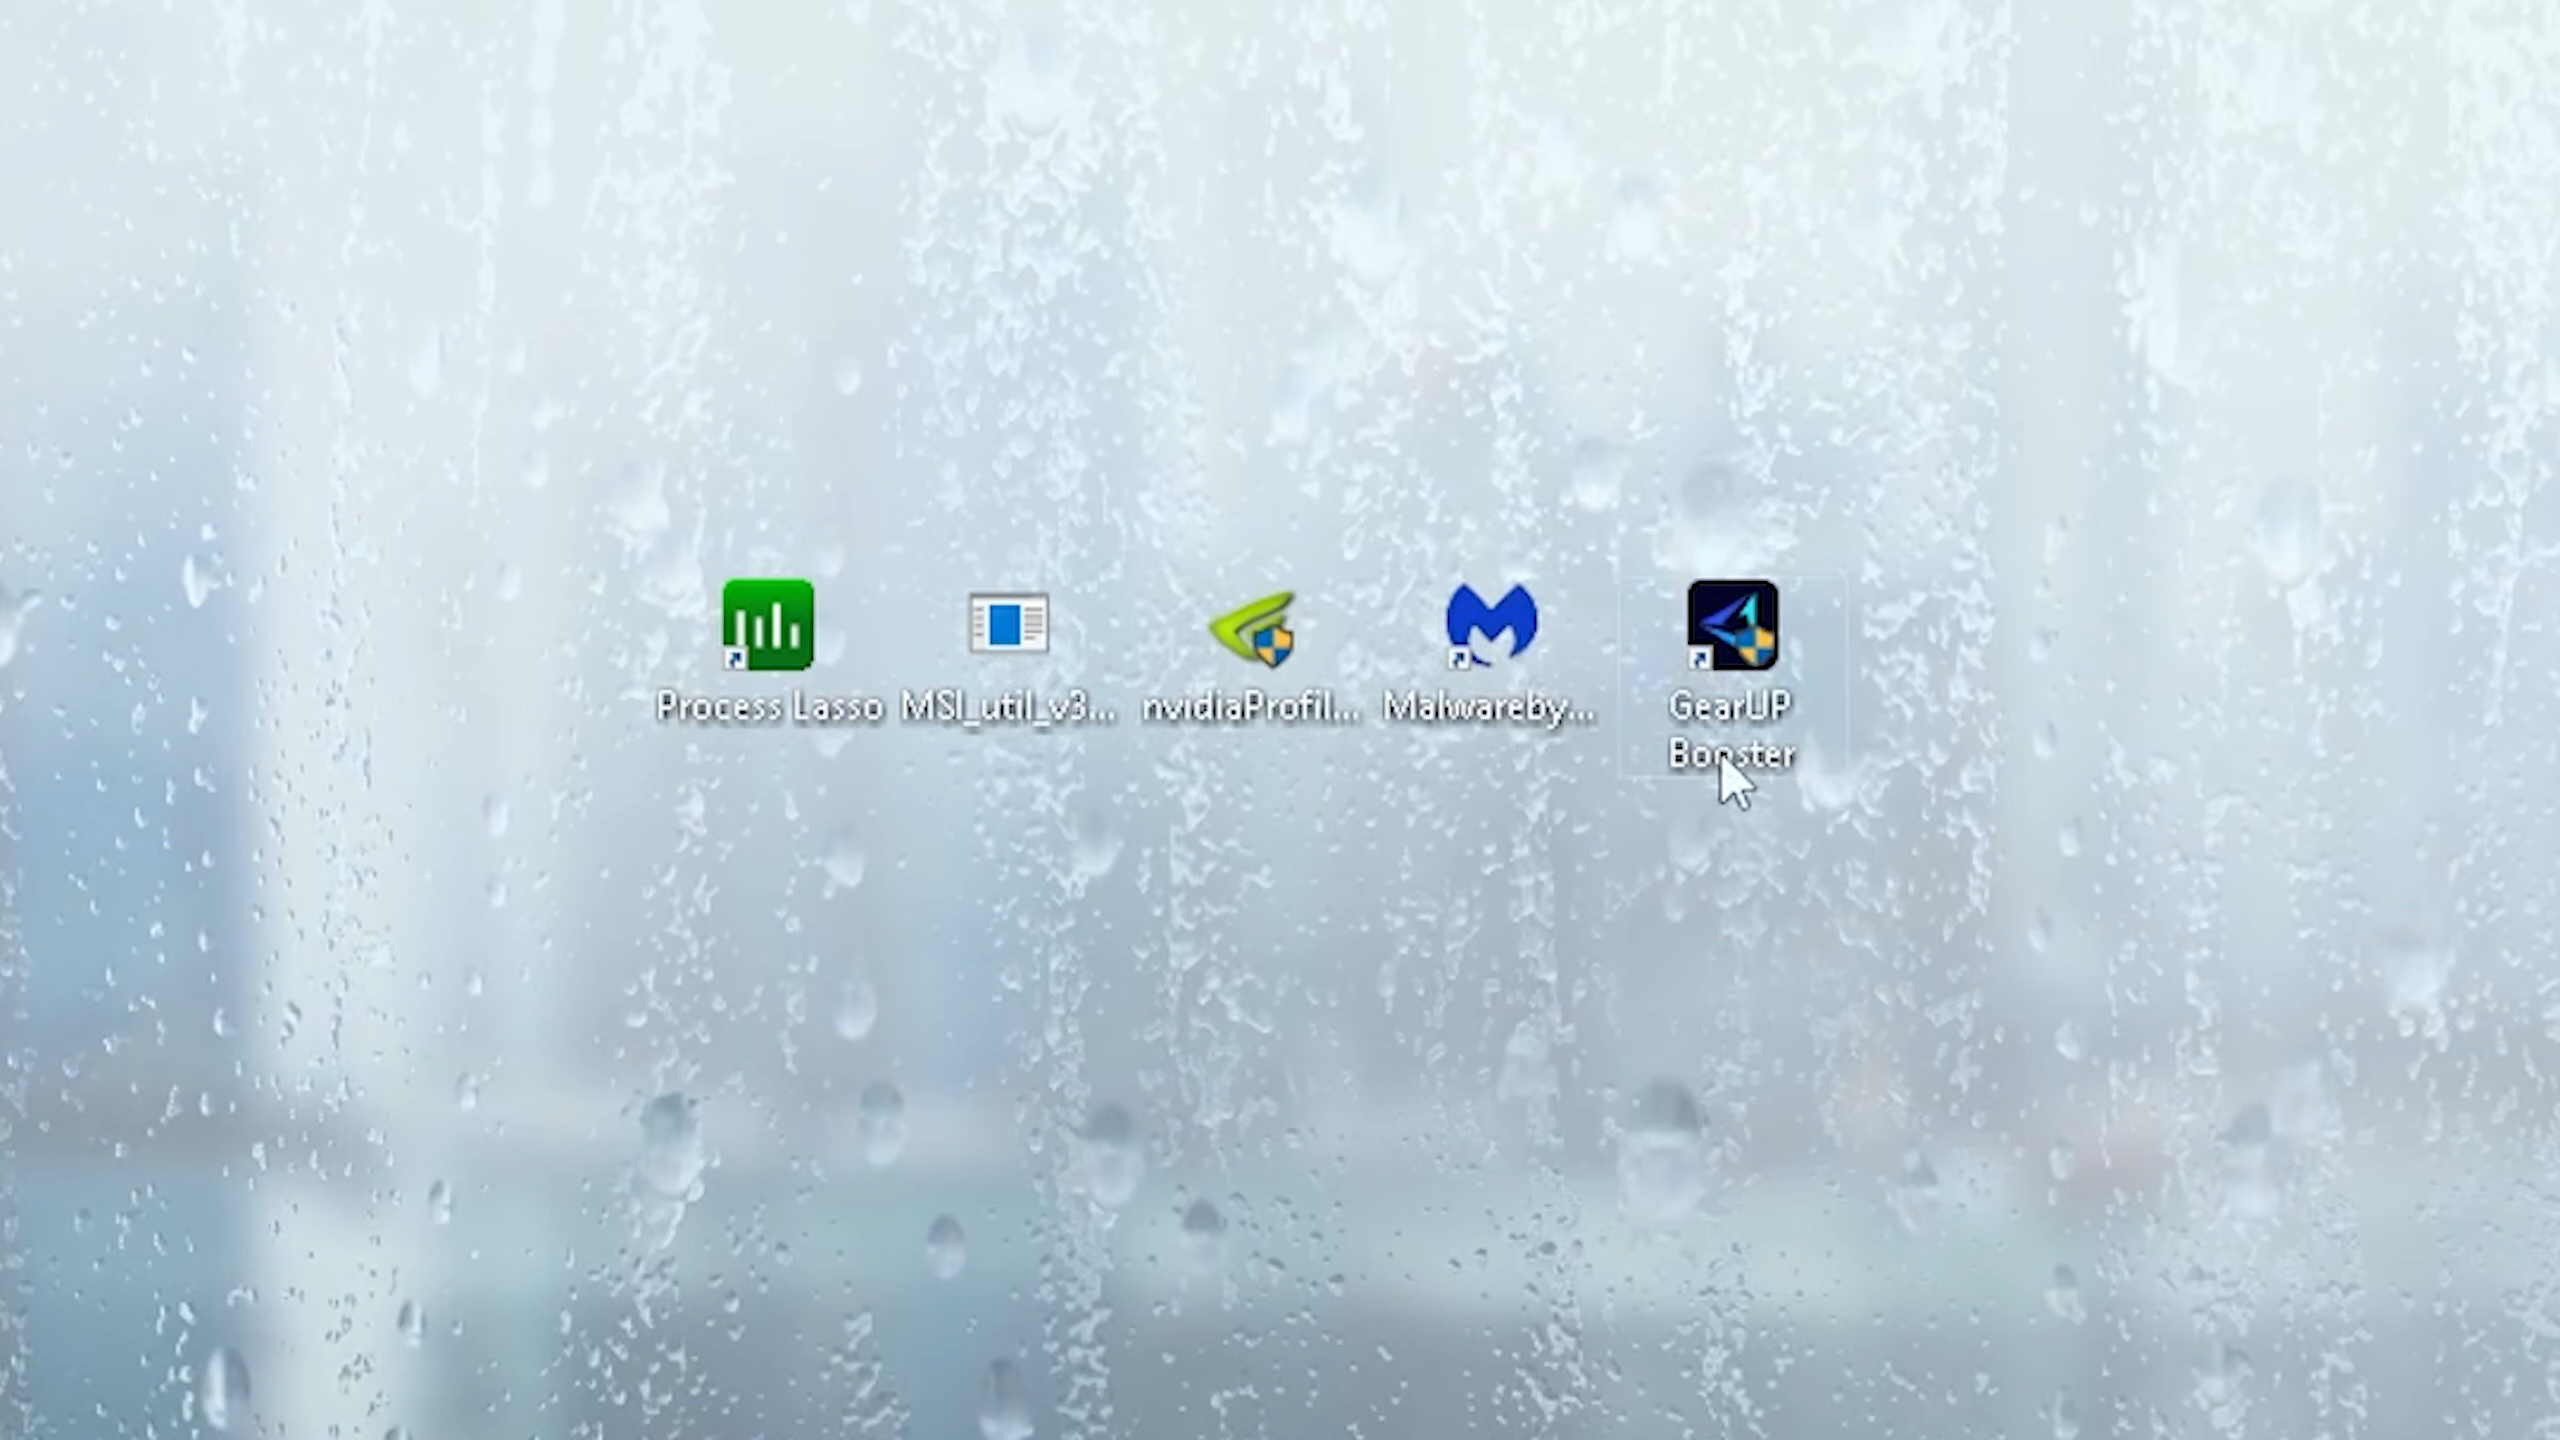 Process Lasso
MSI_util_v3...
nvidiaProfil...
Malwareby...
GearUP
Booster